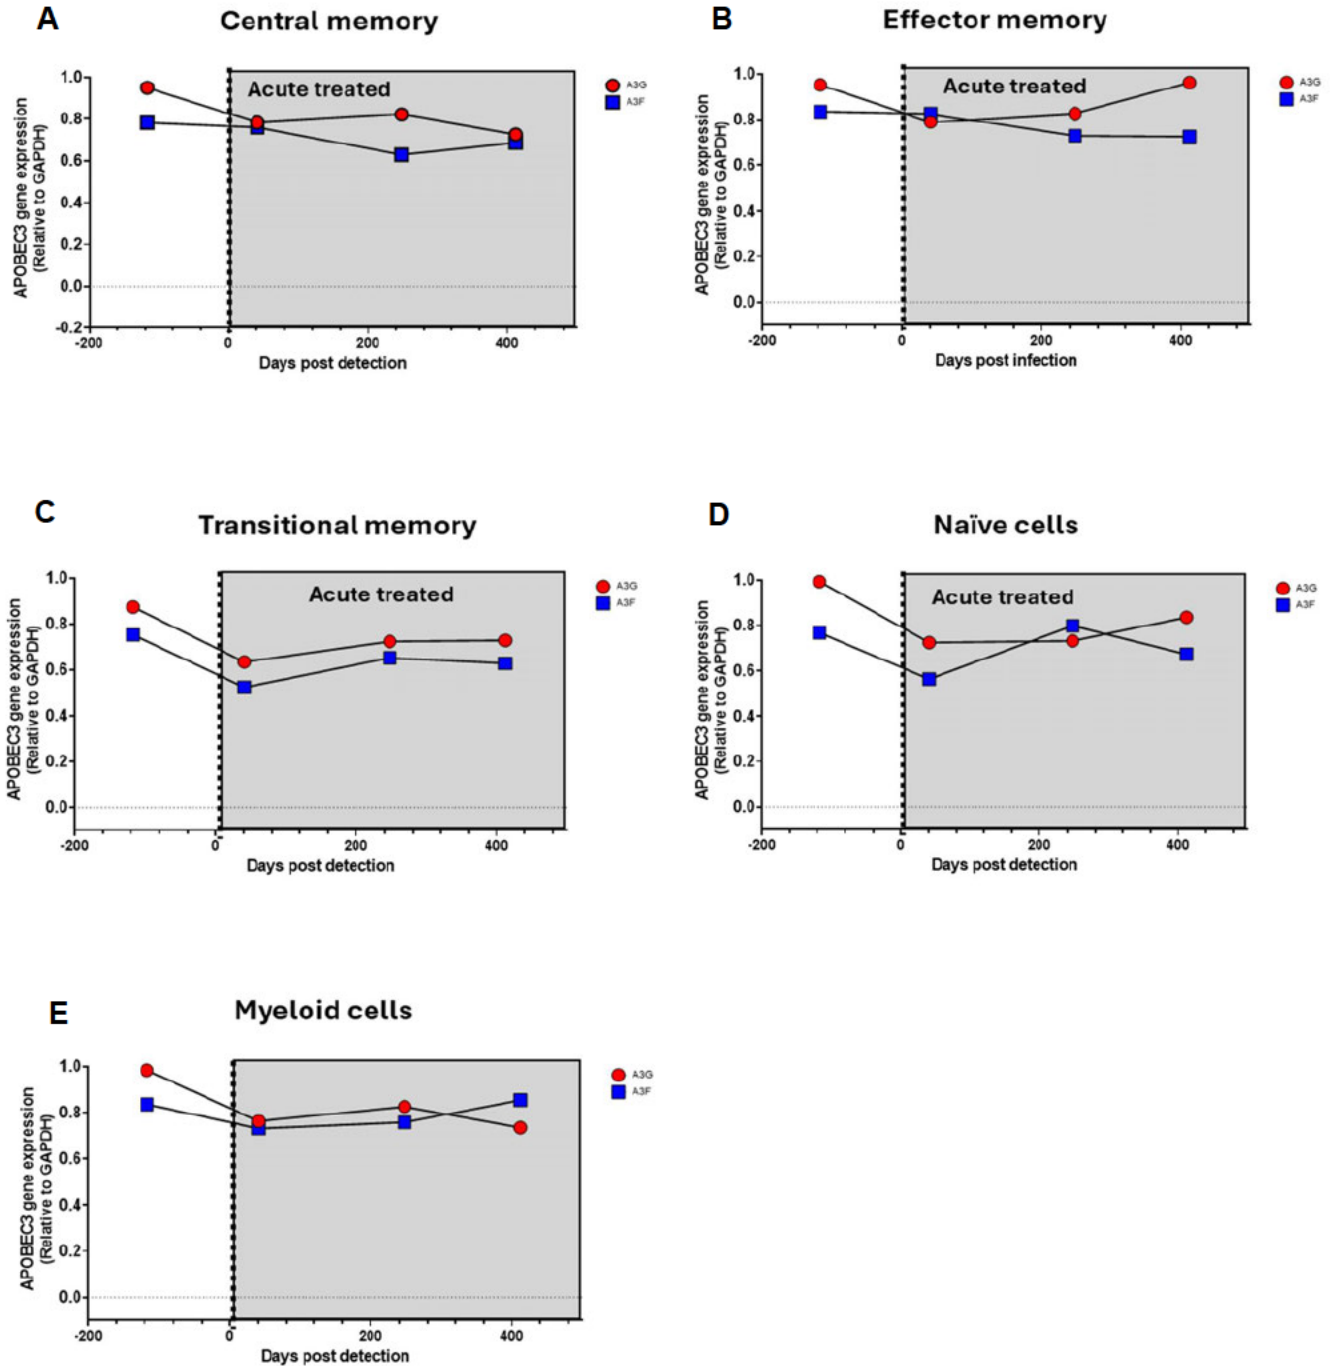 A
Central memory
APOBEC3 gene expression
(Relative to GAPDH)
1.0
0.8
0.6
0.4
0.2
0.0
-0.2
Acute treated
A3G
A3F
-200
0
200
400
Days post detection
B
Effector memory
APOBEC3 gene expression
(Relative to GAPDH)
1.0
0.8
0.6
0.4
0.2
0.0
Acute treated
A3G
A3F
-200
0
200
400
Days post infection
C
Transitional memory
APOBEC3 gene expression
(Relative to GAPDH)
1.0
0.8
0.6
0.4
0.2
0.0
Acute treated
A3G
A3F
-200
0
200
400
Days post detection
D
Naïve cells
APOBEC3 gene expression
(Relative to GAPDH)
1.0
0.8
0.6
0.4
0.2
0.0
Acute treated
A3G
A3F
-200
0
200
400
Days post detection
E
Myeloid cells
APOBEC3 gene expression
(Relative to GAPDH)
1.0
0.8
0.6
0.4
0.2
0.0
A3G
A3F
-200
0
200
400
Days post detection